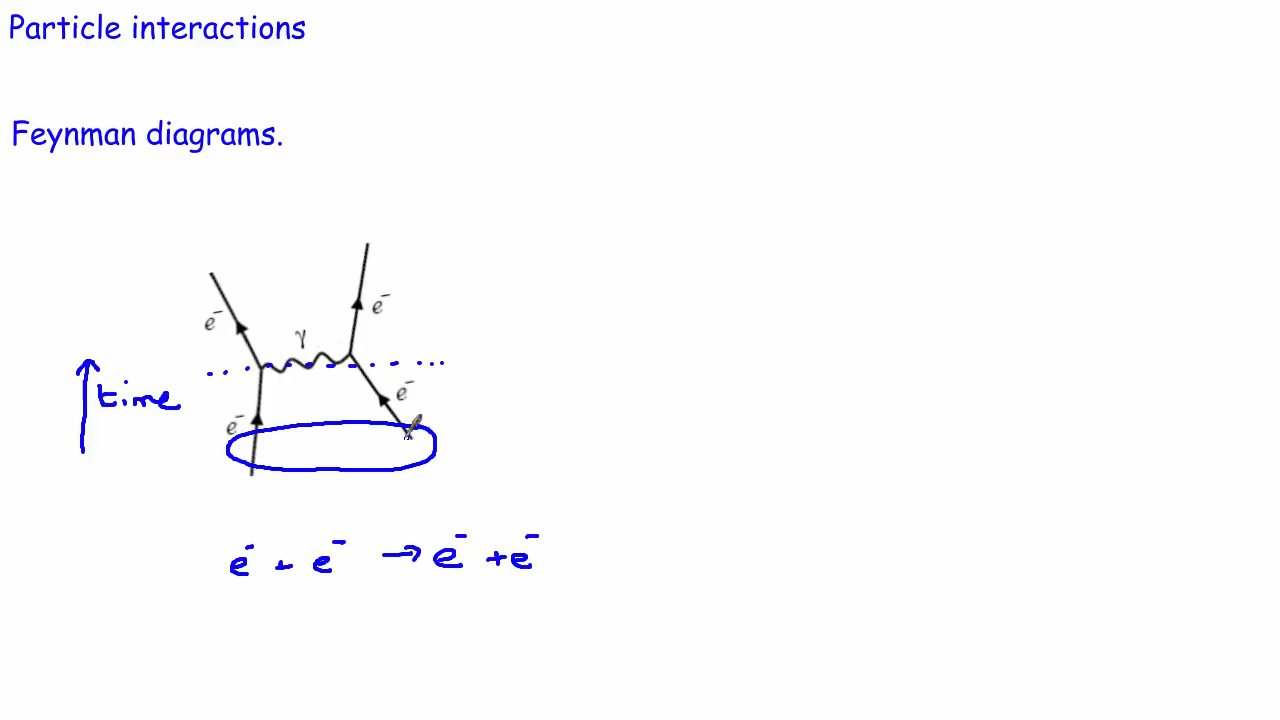 Particle interactions
Feynman diagrams.
e⁻
e⁻
γ
time
e⁻
e⁻
e⁻ + e⁻ → e⁻ + e⁻